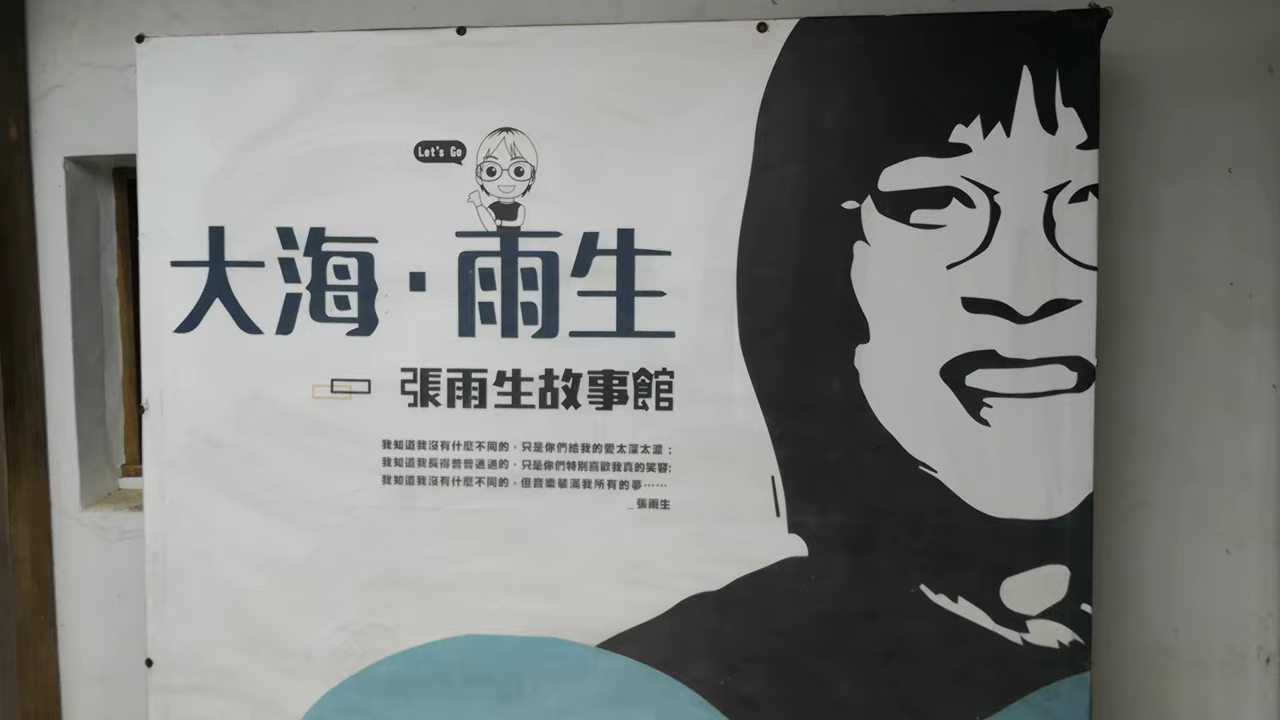 Let's Go
大海·雨生
張雨生故事館
我知道我沒有什麼不同的，只是你們給我的愛太深太濃；
我知道我長得普普通通的，只是你們特別喜歡我真的笑容；
我知道我沒有什麼不同的，但音樂裝滿我所有的夢……
_張雨生